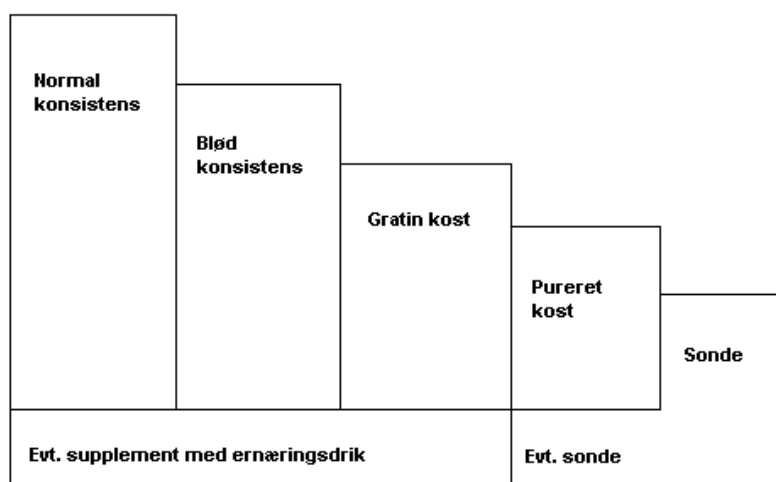 Normal
konsistens
Blød
konsistens
Gratin kost
Pureret
kost
Sonde
Evt. supplement med ernæringsdrik
Evt. sonde